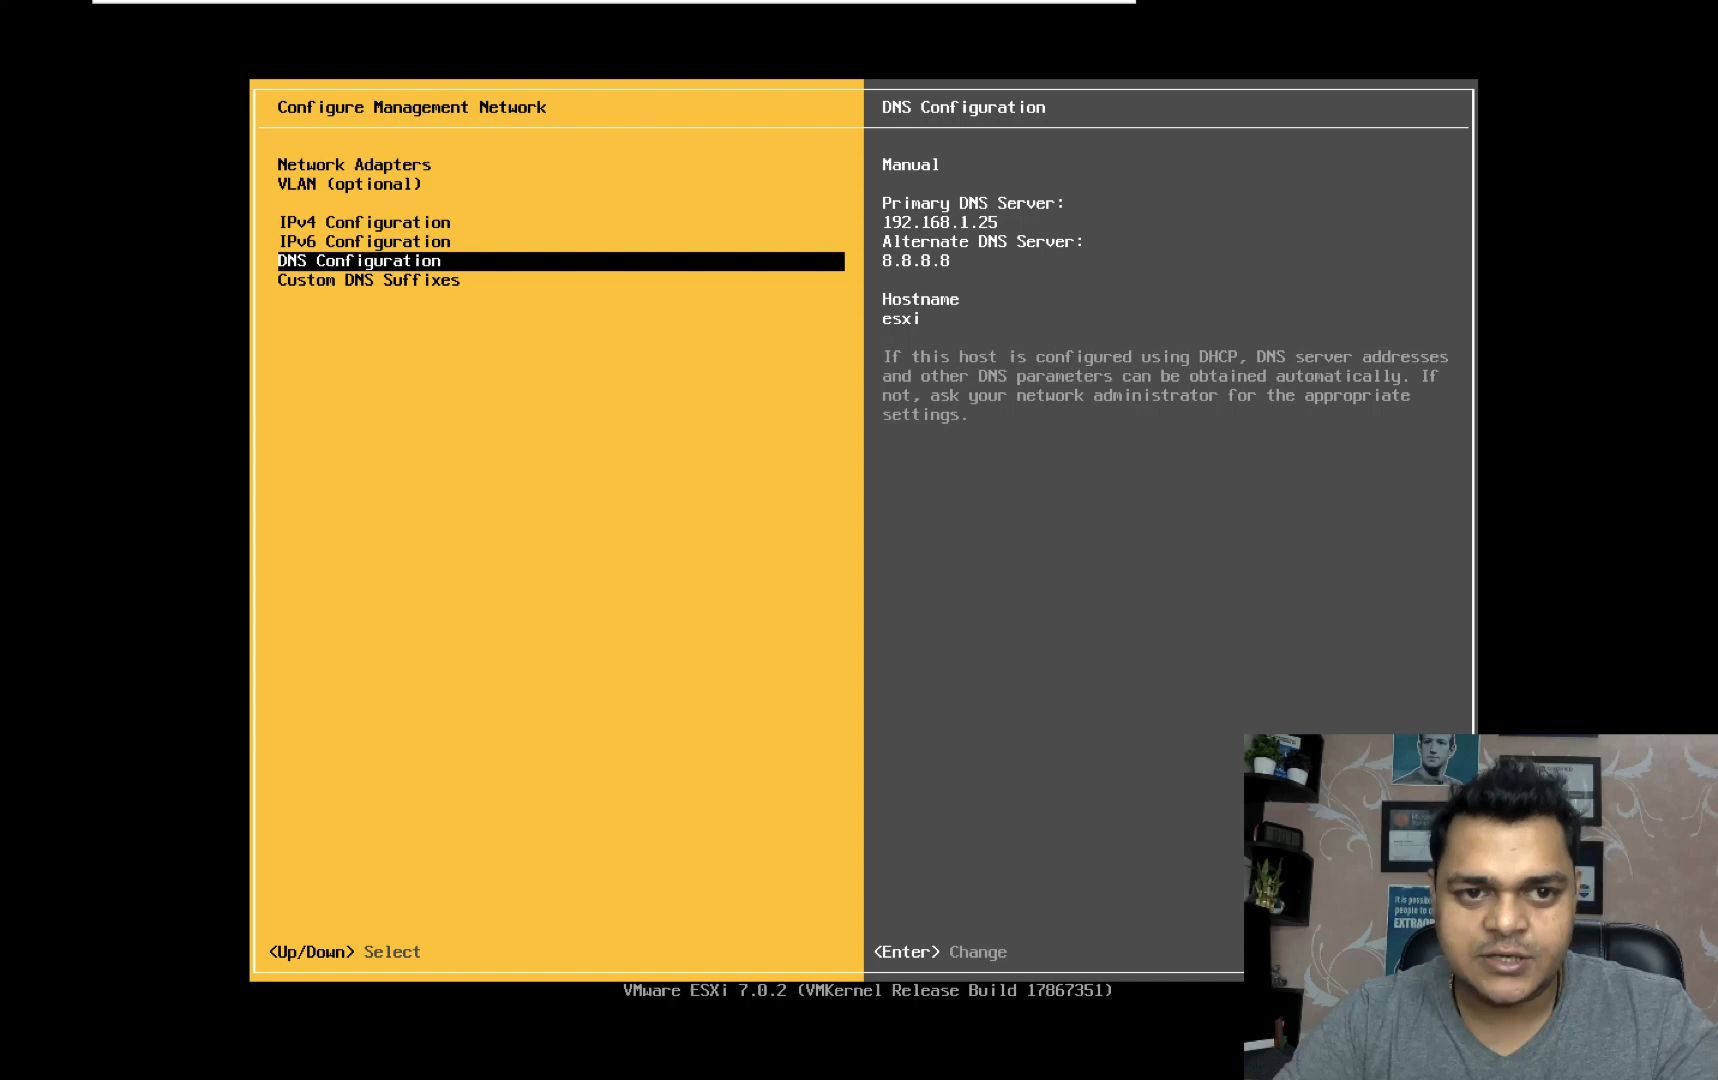 Configure Management Network
DNS Configuration
Network Adapters
VLAN (optional)
IPv4 Configuration
IPv6 Configuration
DNS Configuration
Custom DNS Suffixes
Manual
Primary DNS Server:
192.168.1.25
Alternate DNS Server:
8.8.8.8
Hostname
esxi
If this host is configured using DHCP, DNS server addresses
and other DNS parameters can be obtained automatically. If
not, ask your network administrator for the appropriate
settings.
<Up/Down> Select
<Enter> Change
VMware ESXi 7.0.2 (VMKernel Release Build 17867351)
It is
people to